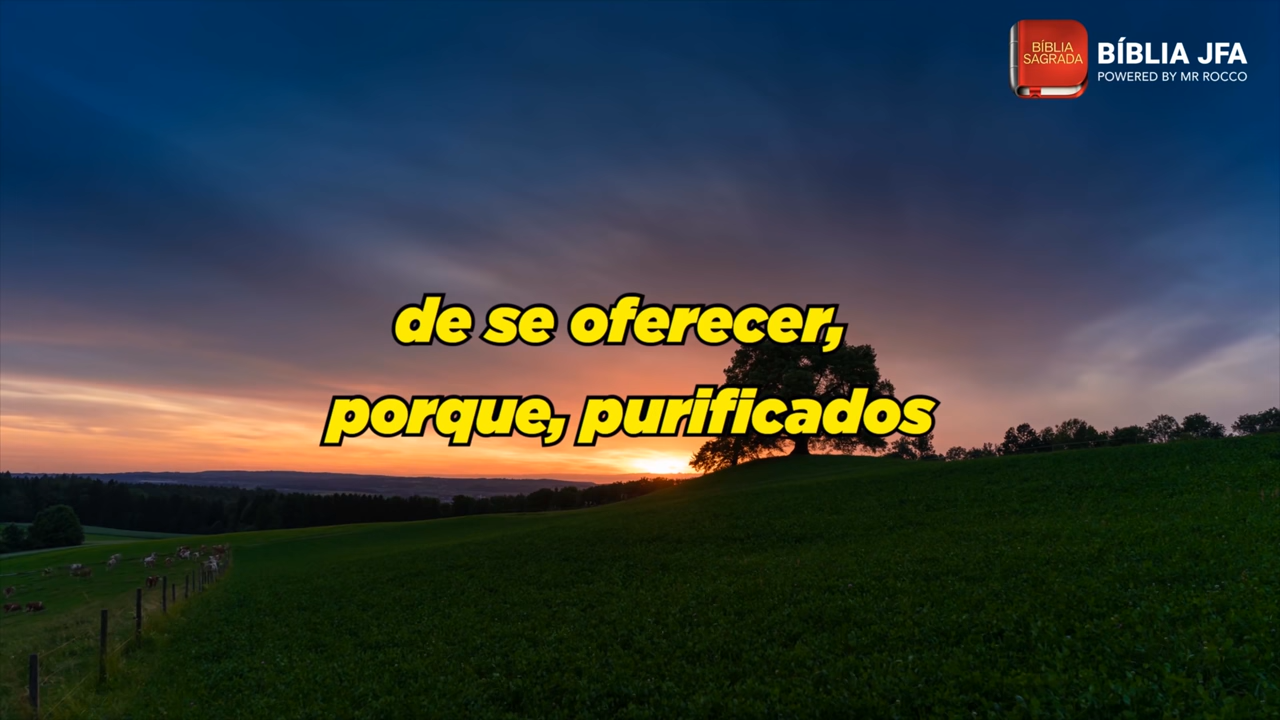 BÍBLIA
SAGRADA
BÍBLIA JFA
POWERED BY MR ROCCO
de se oferecer,
porque, purificados